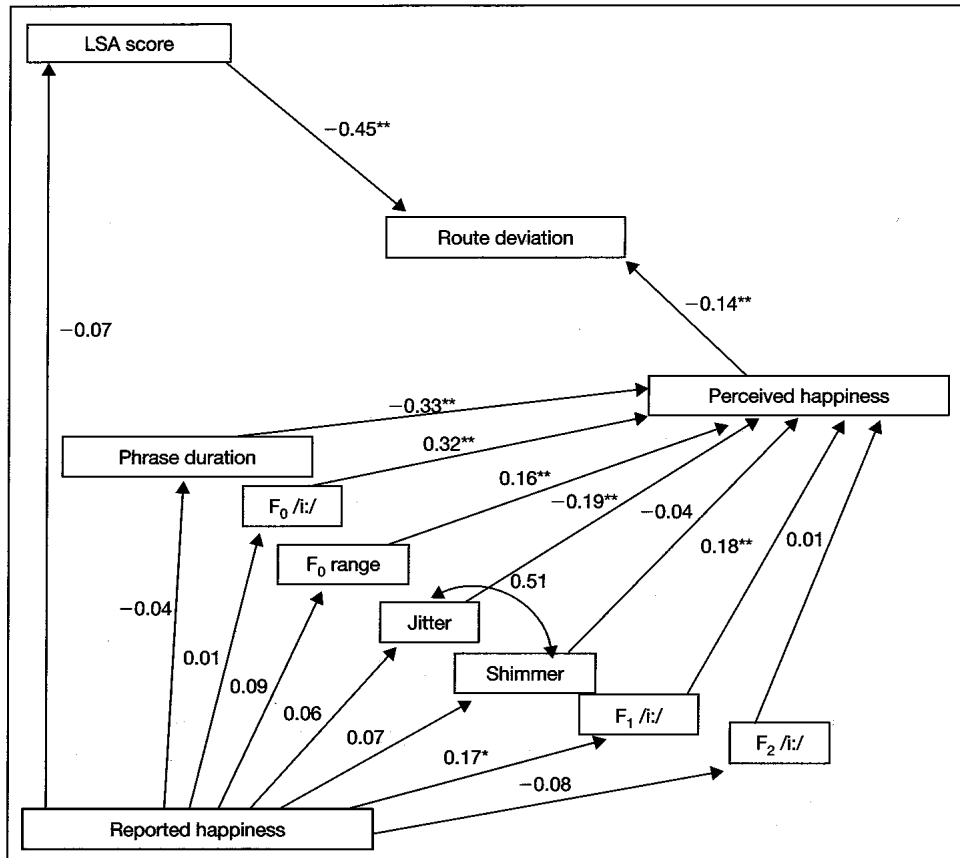 LSA score
−0.45**
Route deviation
−0.14**
−0.07
Perceived happiness
−0.33**
Phrase duration
0.32**
F₀ /i:/
0.16**
−0.19**
−0.04
F₀ range
0.18**
0.01
0.51
−0.04
Jitter
0.01
Shimmer
0.09
F₁ /i:/
0.06
F₂ /i:/
0.07
0.17*
−0.08
Reported happiness